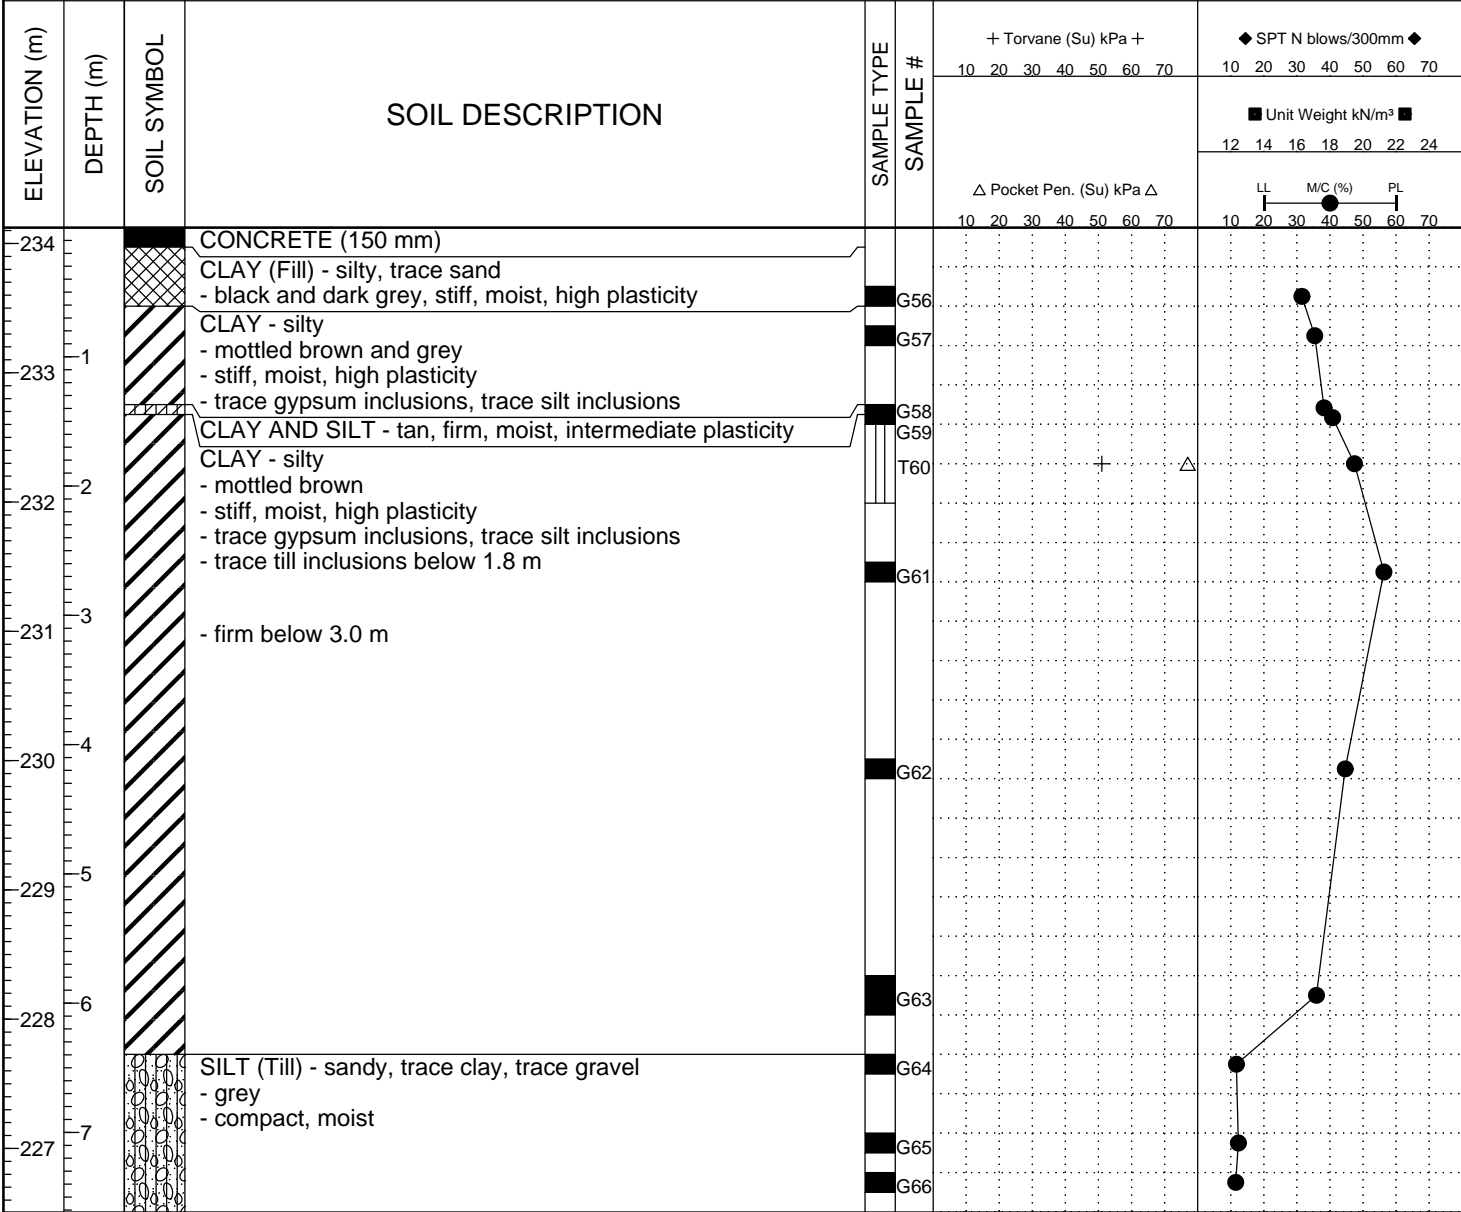 ELEVATION (m)
DEPTH (m)
SOIL SYMBOL
SOIL DESCRIPTION
SAMPLE TYPE
SAMPLE #
+ Torvane (Su) kPa +
10 20 30 40 50 60 70
△ Pocket Pen. (Su) kPa △
10 20 30 40 50 60 70
◆ SPT N blows/300mm ◆
10 20 30 40 50 60 70
■ Unit Weight kN/m³ ■
12 14 16 18 20 22 24
LL M/C (%) PL
10 20 30 40 50 60 70
234
CONCRETE (150 mm)
CLAY (Fill) - silty, trace sand
- black and dark grey, stiff, moist, high plasticity
G56
CLAY - silty
G57
- mottled brown and grey
1
233
- stiff, moist, high plasticity
- trace gypsum inclusions, trace silt inclusions
G58
CLAY AND SILT - tan, firm, moist, intermediate plasticity
G59
CLAY - silty
T60
- mottled brown
2
232
- stiff, moist, high plasticity
- trace gypsum inclusions, trace silt inclusions
- trace till inclusions below 1.8 m
G61
3
231
- firm below 3.0 m
4
230
G62
5
229
6
G63
228
SILT (Till) - sandy, trace clay, trace gravel
G64
- grey
- compact, moist
7
227
G65
G66